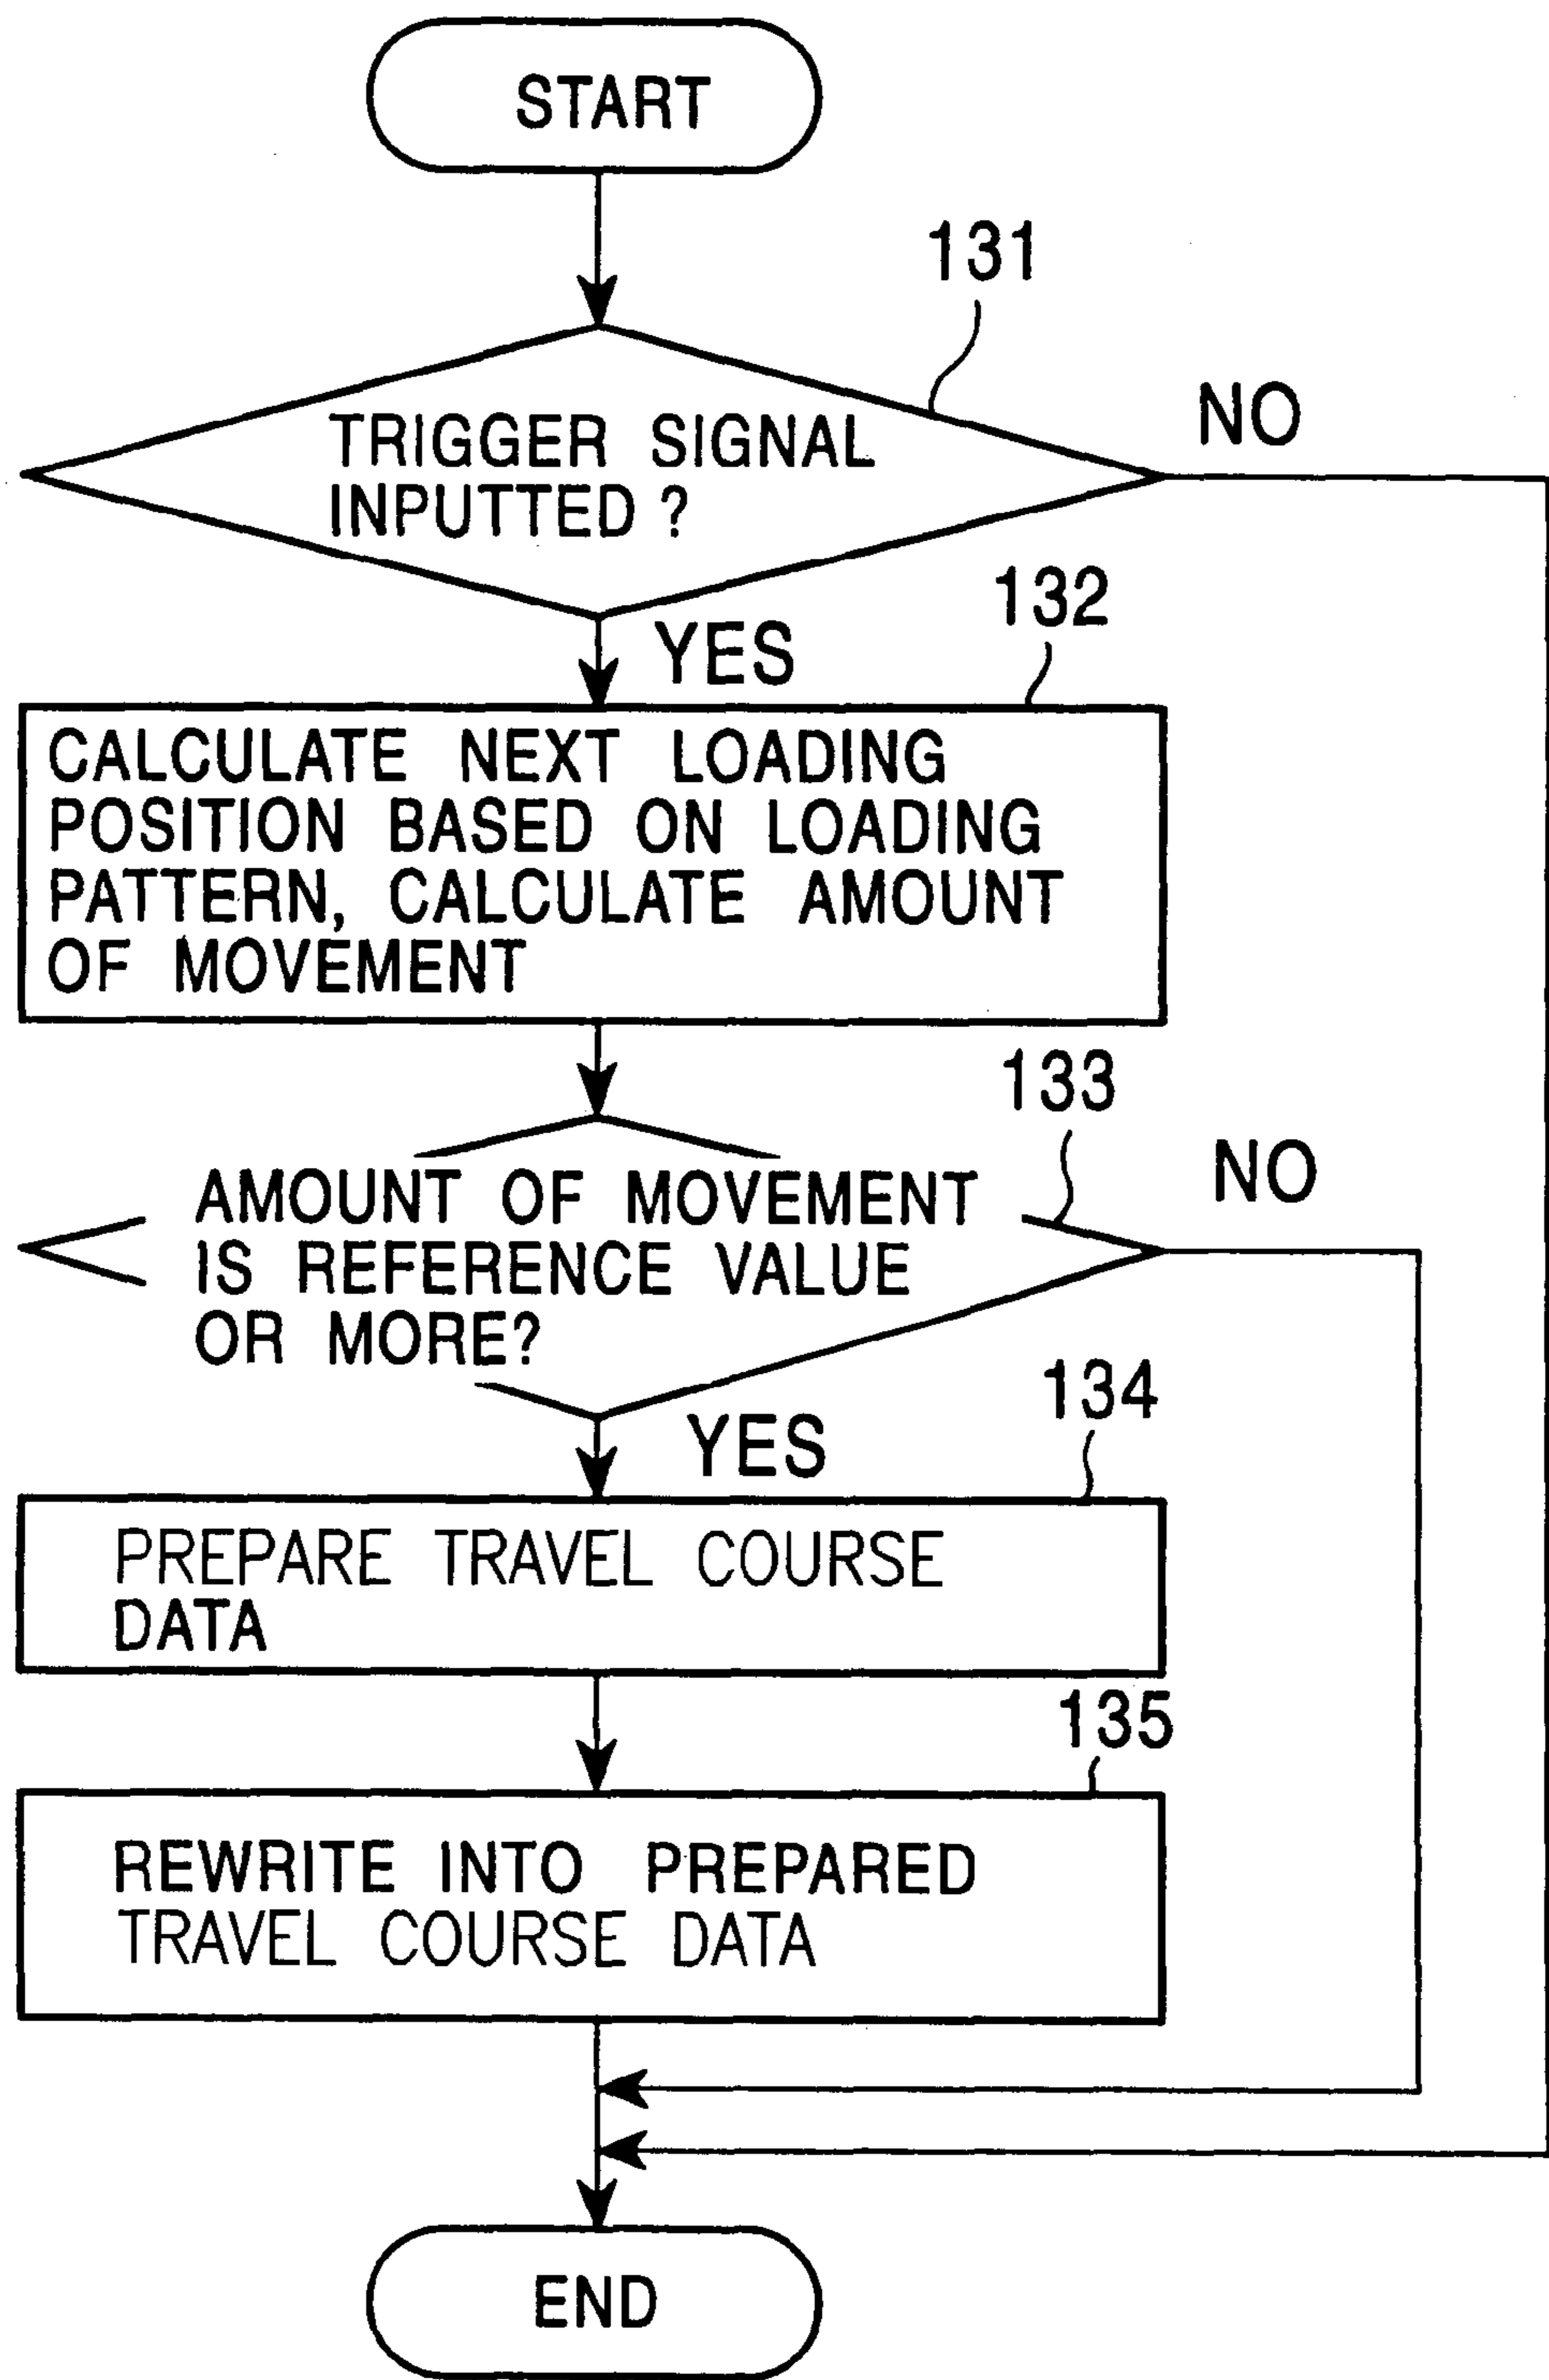 START
131
TRIGGER SIGNAL
INPUTTED ?
NO
YES
132
CALCULATE NEXT LOADING
POSITION BASED ON LOADING
PATTERN, CALCULATE AMOUNT
OF MOVEMENT
133
AMOUNT OF MOVEMENT
IS REFERENCE VALUE
OR MORE?
NO
YES
134
PREPARE TRAVEL COURSE
DATA
135
REWRITE INTO PREPARED
TRAVEL COURSE DATA
END